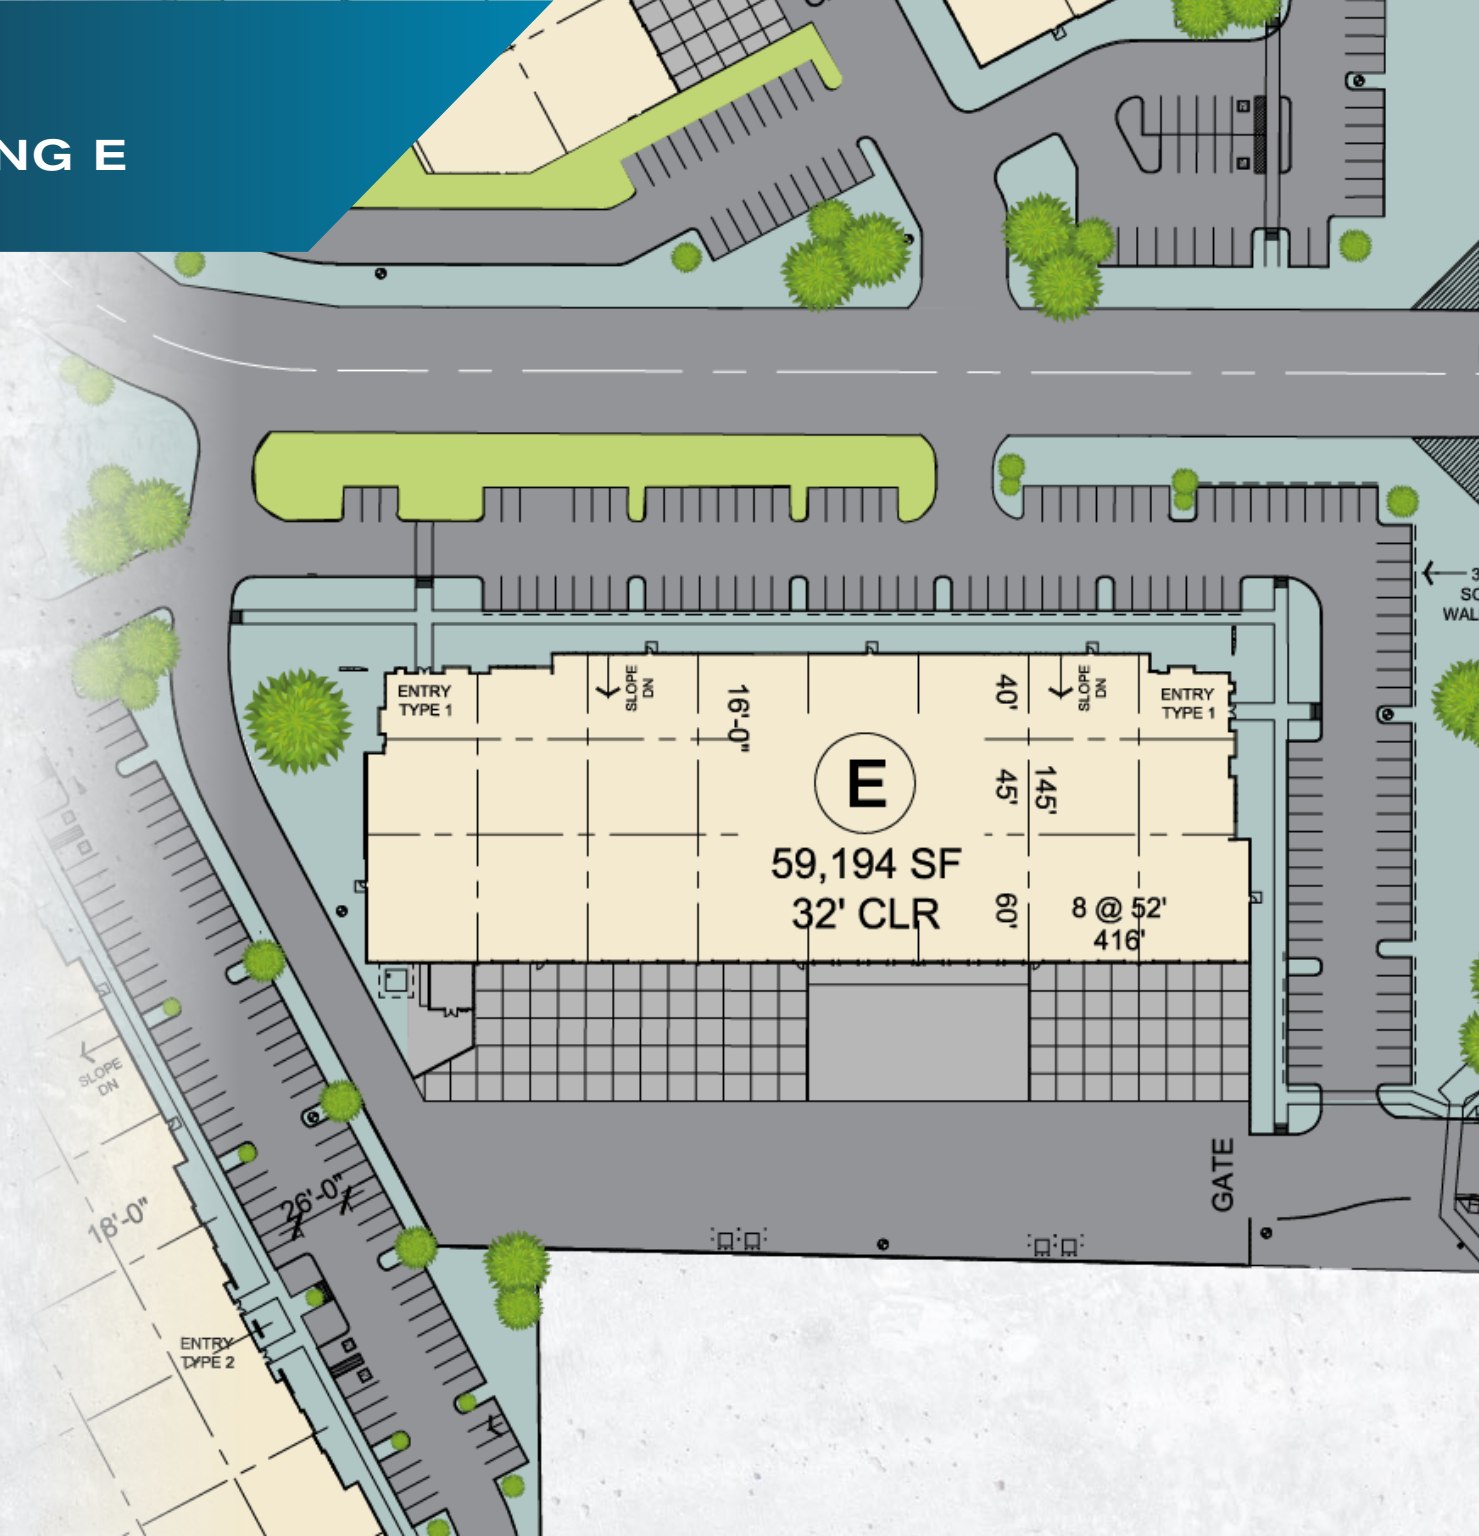 NG E
ENTRY
TYPE 1
SLOPE
DN
16'-0"
40'
SLOPE
DN
ENTRY
TYPE 1
E
45'
145'
59,194 SF
32' CLR
60'
8 @ 52'
416'
SLOPE
DN
18'-0"
26'-0"
GATE
ENTRY
TYPE 2